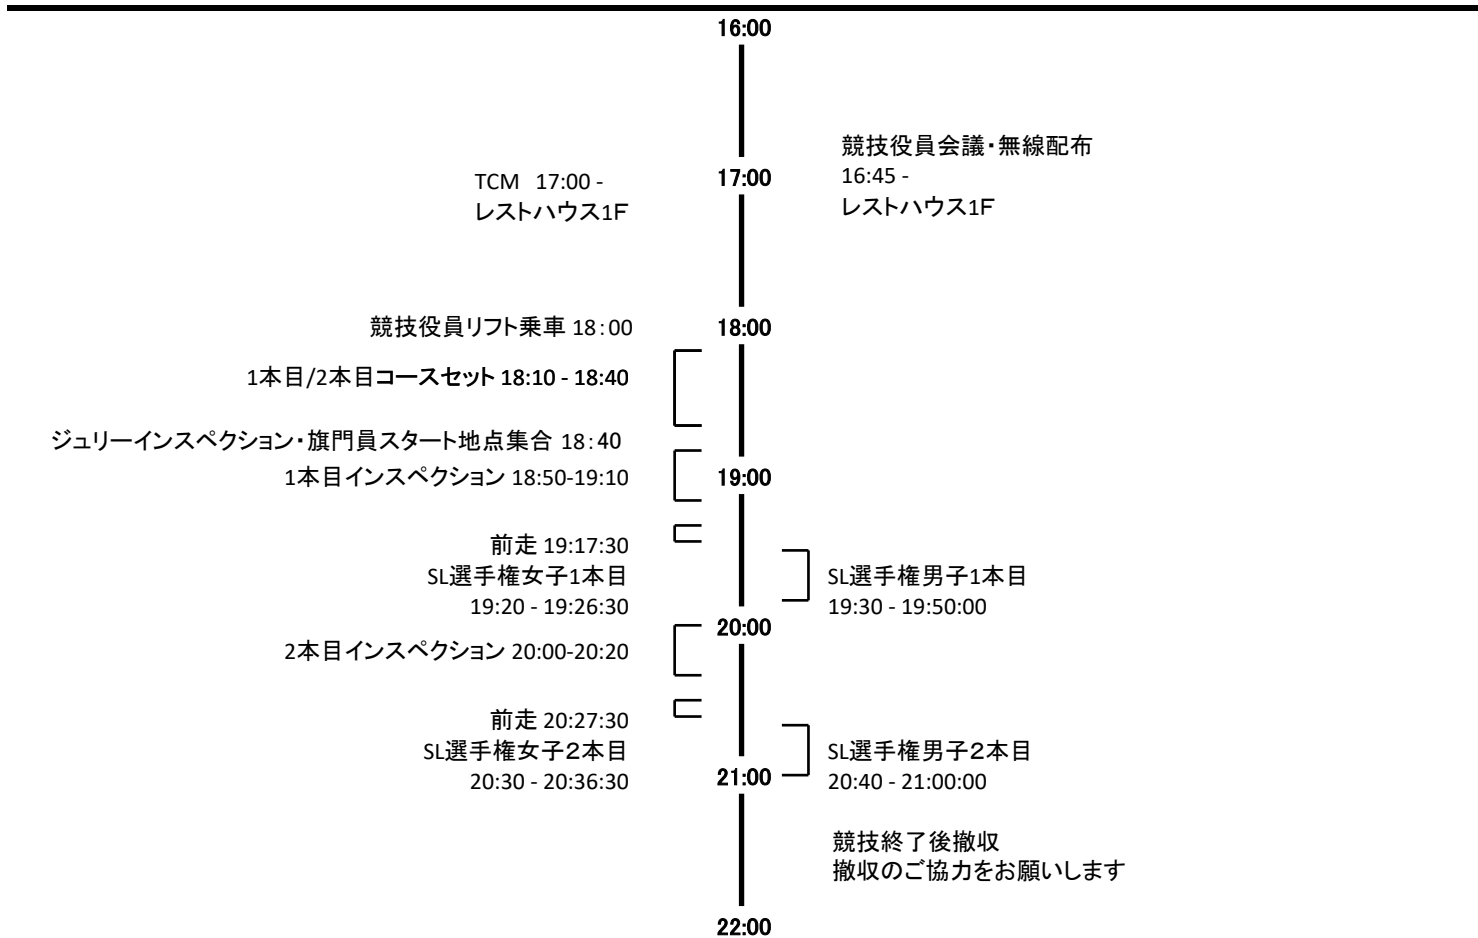 16:00
競技役員会議・無線配布
16:45 -
レストハウス1F
TCM 17:00 -
レストハウス1F
17:00
競技役員リフト乗車 18:00
18:00
1本目/2本目コースセット 18:10 - 18:40
ジュリーインスペクション・旗門員スタート地点集合 18:40
1本目インスペクション 18:50-19:10
19:00
前走 19:17:30
SL選手権女子1本目
19:20 - 19:26:30
SL選手権男子1本目
19:30 - 19:50:00
20:00
2本目インスペクション 20:00-20:20
前走 20:27:30
SL選手権女子2本目
20:30 - 20:36:30
SL選手権男子2本目
20:40 - 21:00:00
21:00
競技終了後撤収
撤収のご協力をお願いします
22:00